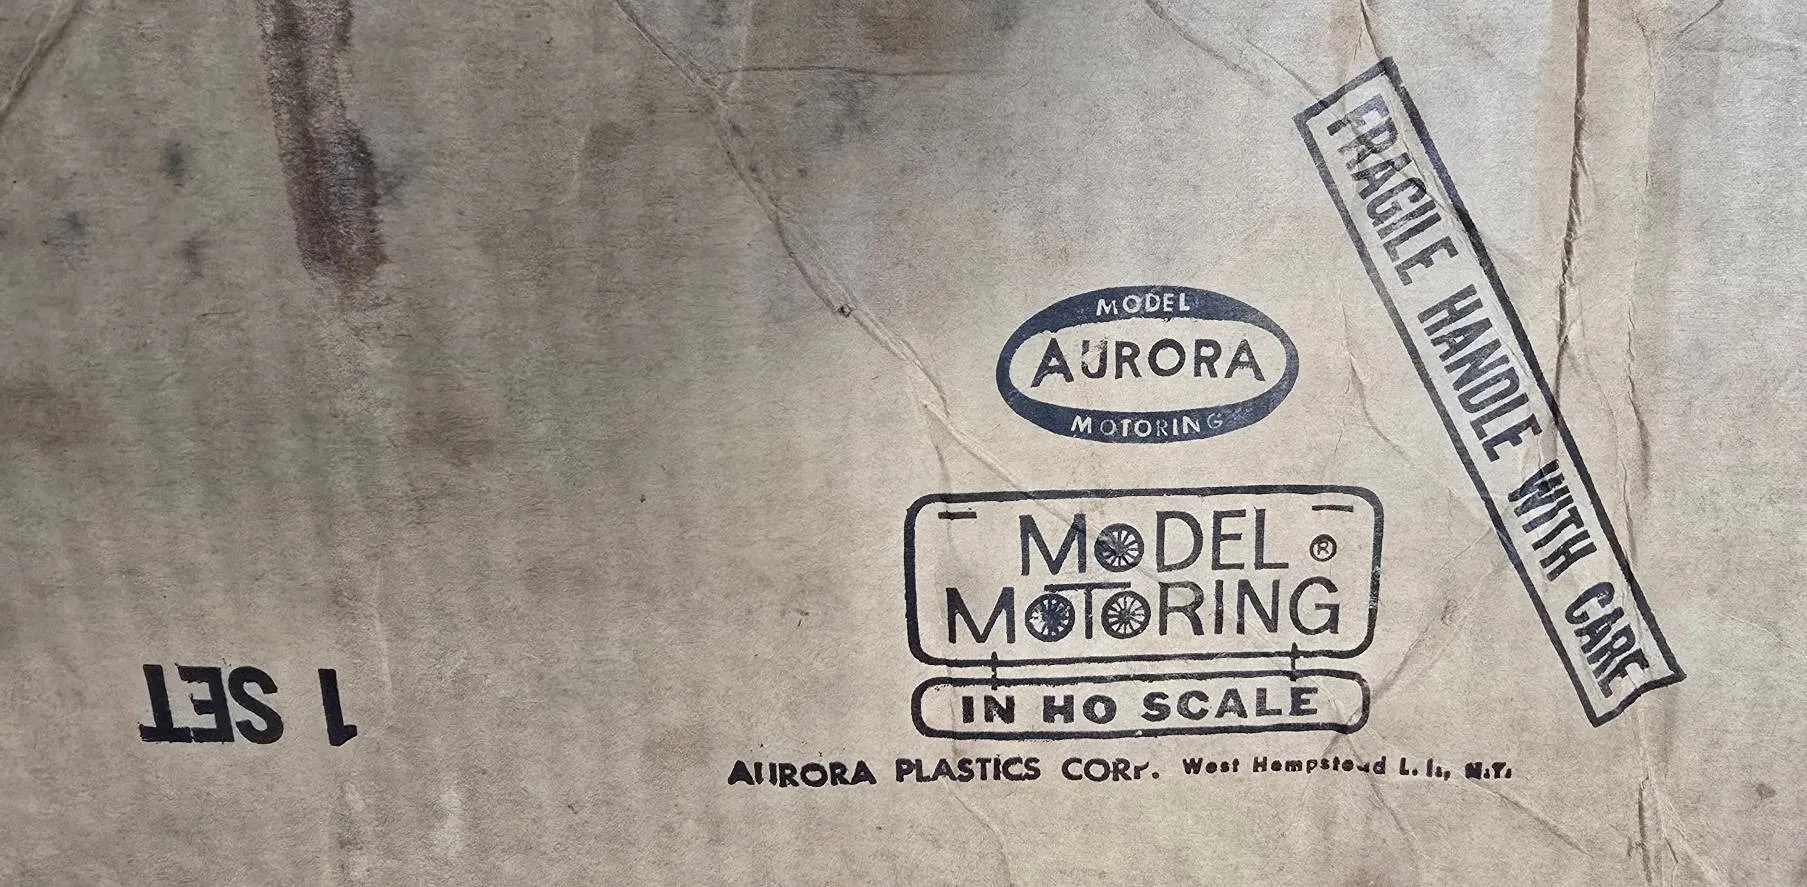 MODEL
AURORA
MOTORING
FRAGILE HANDLE WITH CARE
MODEL ®
MOTORING
IN HO SCALE
AURORA PLASTICS CORP. West Hempstead L. I., N.Y.
1 SET